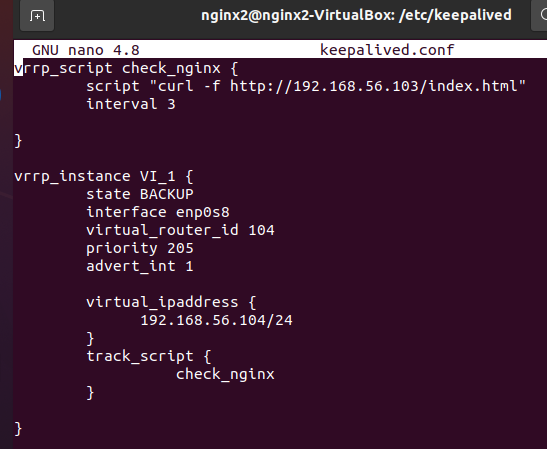 nginx2@nginx2-VirtualBox: /etc/keepalived
GNU nano 4.8 keepalived.conf
vrrp_script check_nginx {
script "curl -f http://192.168.56.103/index.html"
interval 3
}
vrrp_instance VI_1 {
state BACKUP
interface enp0s8
virtual_router_id 104
priority 205
advert_int 1
virtual_ipaddress {
192.168.56.104/24
}
track_script {
check_nginx
}
}